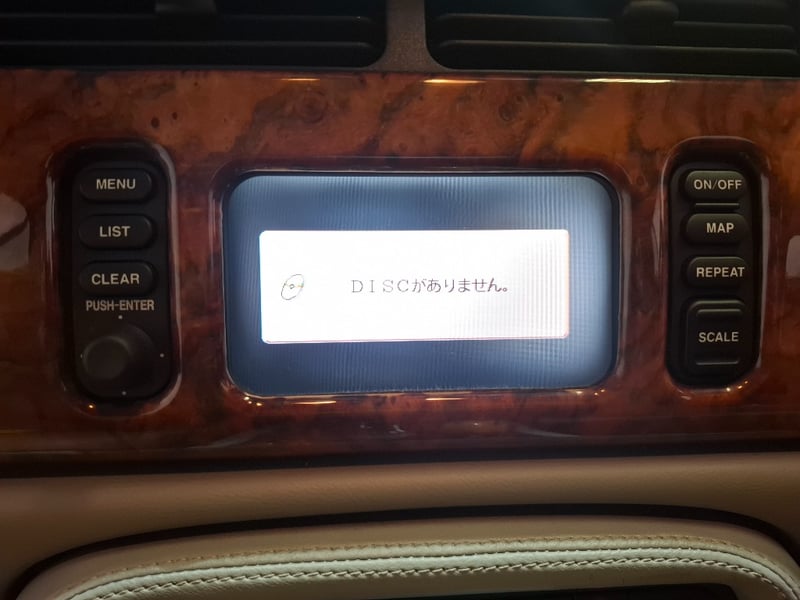 MENU
LIST
CLEAR
PUSH-ENTER
DISCがありません。
ON/OFF
MAP
REPEAT
SCALE